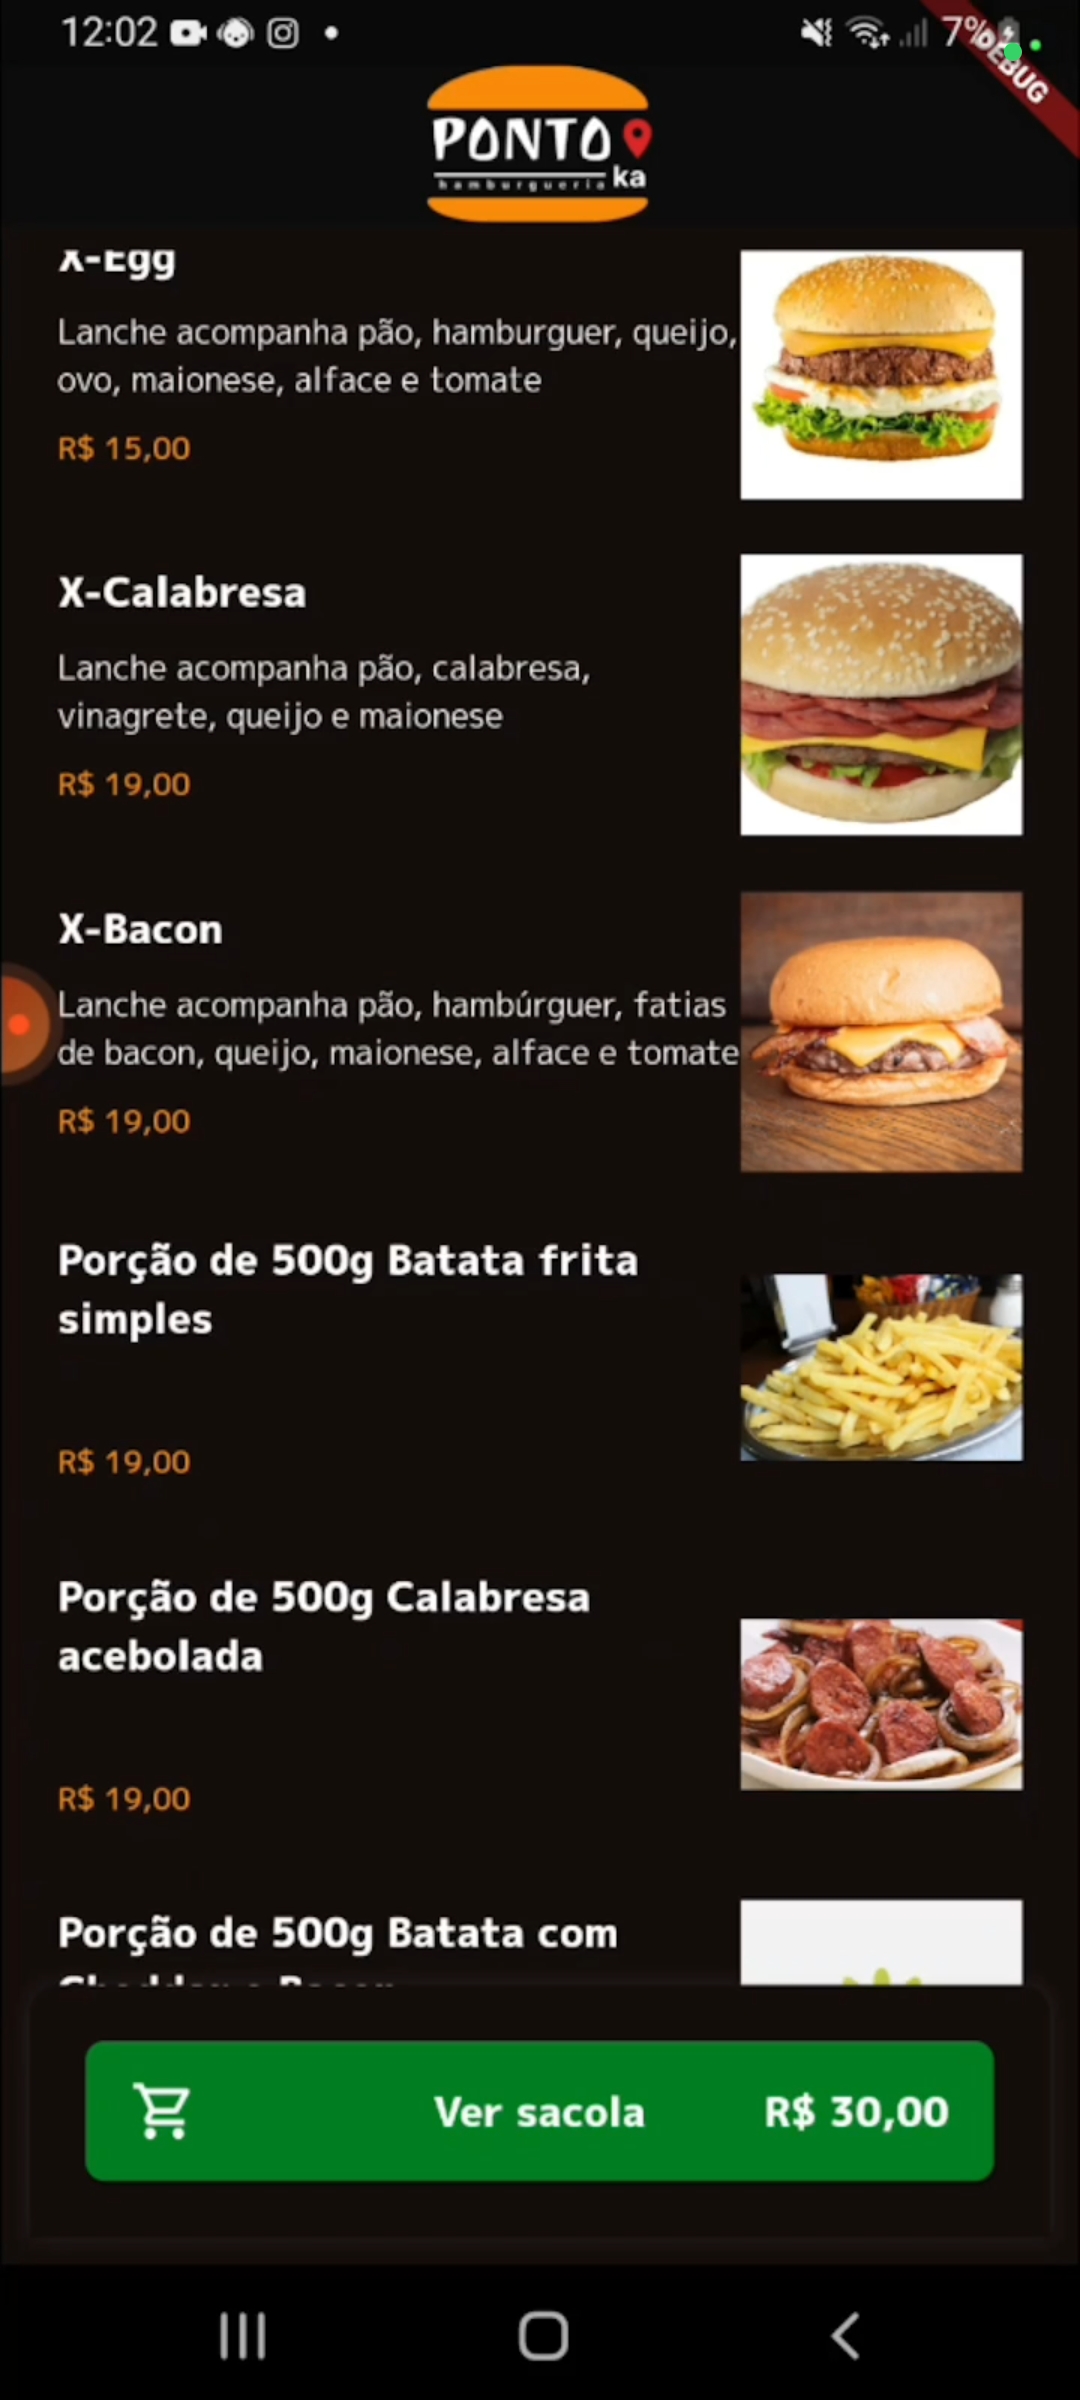 12:02
7%
DEBUG
PONTO
hamburgueria ka
X-Egg
Lanche acompanha pão, hamburguer, queijo,
ovo, maionese, alface e tomate
R$ 15,00
X-Calabresa
Lanche acompanha pão, calabresa,
vinagrete, queijo e maionese
R$ 19,00
X-Bacon
Lanche acompanha pão, hambúrguer, fatias
de bacon, queijo, maionese, alface e tomate
R$ 19,00
Porção de 500g Batata frita
simples
R$ 19,00
Porção de 500g Calabresa
acebolada
R$ 19,00
Porção de 500g Batata com
Cheddar e Bacon
Ver sacola R$ 30,00